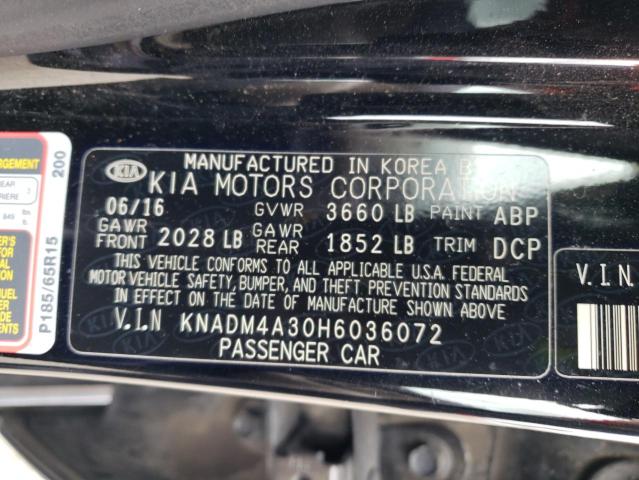 MANUFACTURED IN KOREA B
KIA KIA MOTORS CORPORATION
06/16 GVWR 3660 LB PAINT ABP
GAWR FRONT 2028 LB GAWR REAR 1852 LB TRIM DCP
THIS VEHICLE CONFORMS TO ALL APPLICABLE U.S.A. FEDERAL
MOTOR VEHICLE SAFETY, BUMPER, AND THEFT PREVENTION STANDARDS
IN EFFECT ON THE DATE OF MANUFACTURE SHOWN ABOVE
V.I.N KNADM4A30H6036072
PASSENGER CAR
V.I.N
P185/65R15 200